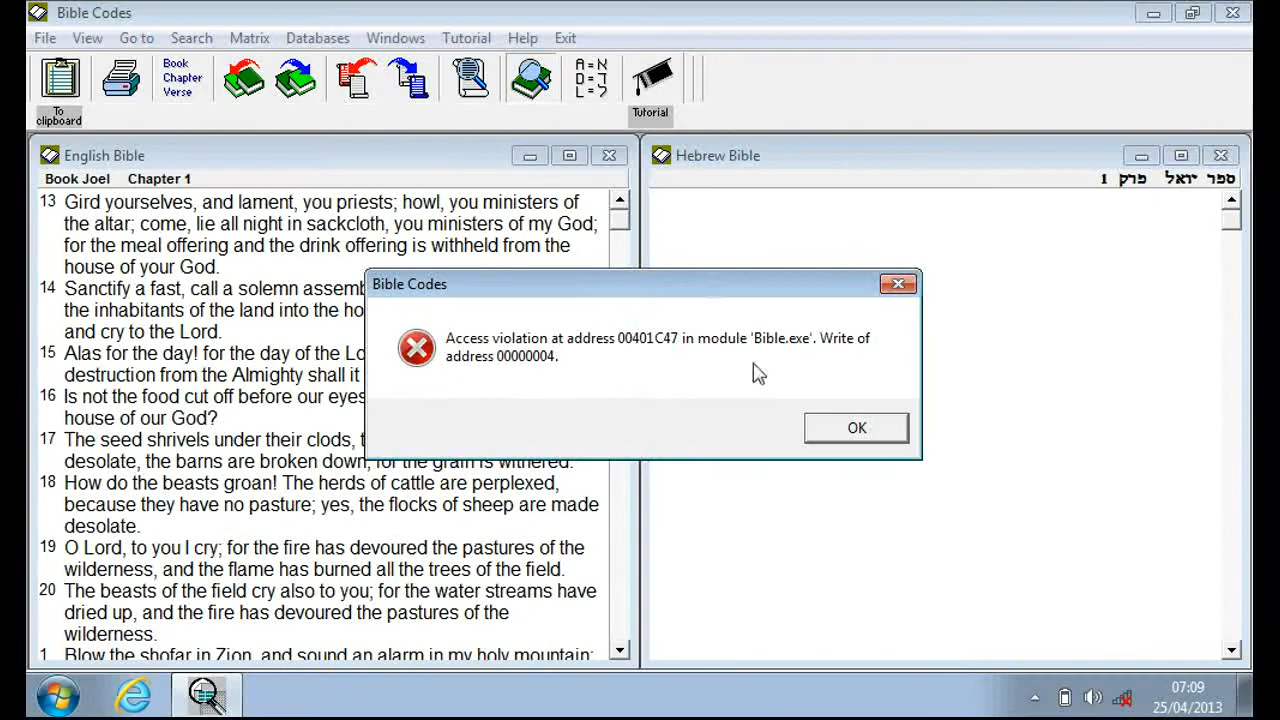 Bible Codes
File View Go to Search Matrix Databases Windows Tutorial Help Exit
Book
Chapter
Verse
A=א
D=ד
L=ל
To
clipboard
Tutorial
English Bible
Book Joel Chapter 1
13 Gird yourselves, and lament, you priests; howl, you ministers of
the altar; come, lie all night in sackcloth, you ministers of my God;
for the meal offering and the drink offering is withheld from the
house of your God.
14 Sanctify a fast, call a solemn assemb
the inhabitants of the land into the ho
and cry to the Lord.
15 Alas for the day! for the day of the Lo
destruction from the Almighty shall it
16 Is not the food cut off before our eyes
house of our God?
17 The seed shrivels under their clods, t
desolate, the barns are broken down, for the grain is withered.
18 How do the beasts groan! The herds of cattle are perplexed,
because they have no pasture; yes, the flocks of sheep are made
desolate.
19 O Lord, to you I cry; for the fire has devoured the pastures of the
wilderness, and the flame has burned all the trees of the field.
20 The beasts of the field cry also to you; for the water streams have
dried up, and the fire has devoured the pastures of the
wilderness.
1 Blow the shofar in Zion, and sound an alarm in my holy mountain;
Hebrew Bible
ספר יואל פרק 1
Bible Codes
Access violation at address 00401C47 in module 'Bible.exe'. Write of
address 00000004.
OK
07:09
25/04/2013